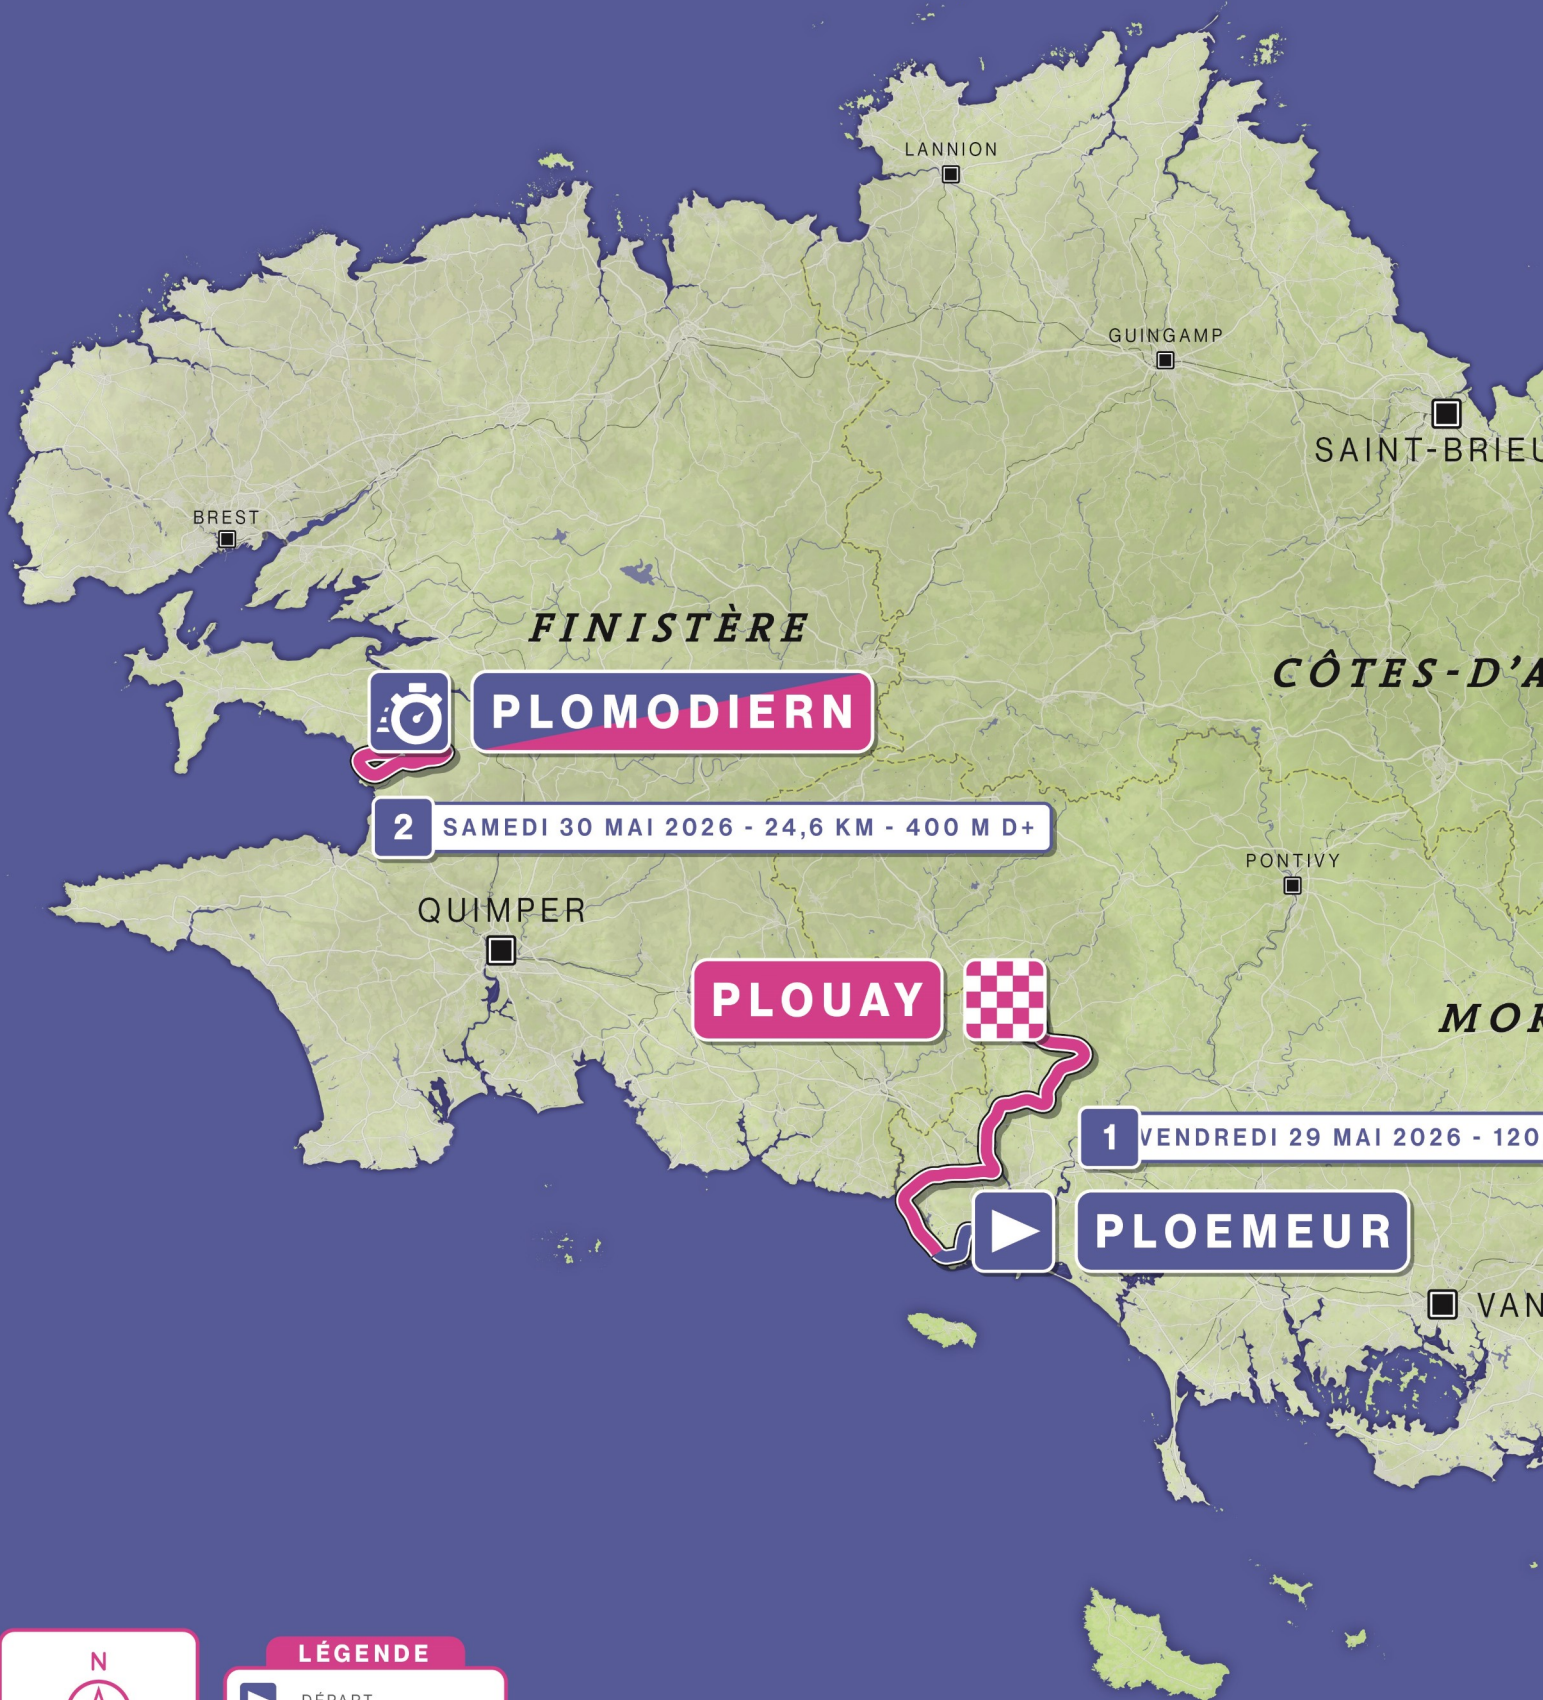 LANNION
GUINGAMP
SAINT-BRIEU
BREST
FINISTÈRE
CÔTES-D'A
PLOMODIERN
2 SAMEDI 30 MAI 2026 - 24,6 KM - 400 M D+
PONTIVY
QUIMPER
PLOUAY
MOR
1 VENDREDI 29 MAI 2026 - 120
PLOEMEUR
VAN
N
LÉGENDE
DÉPART